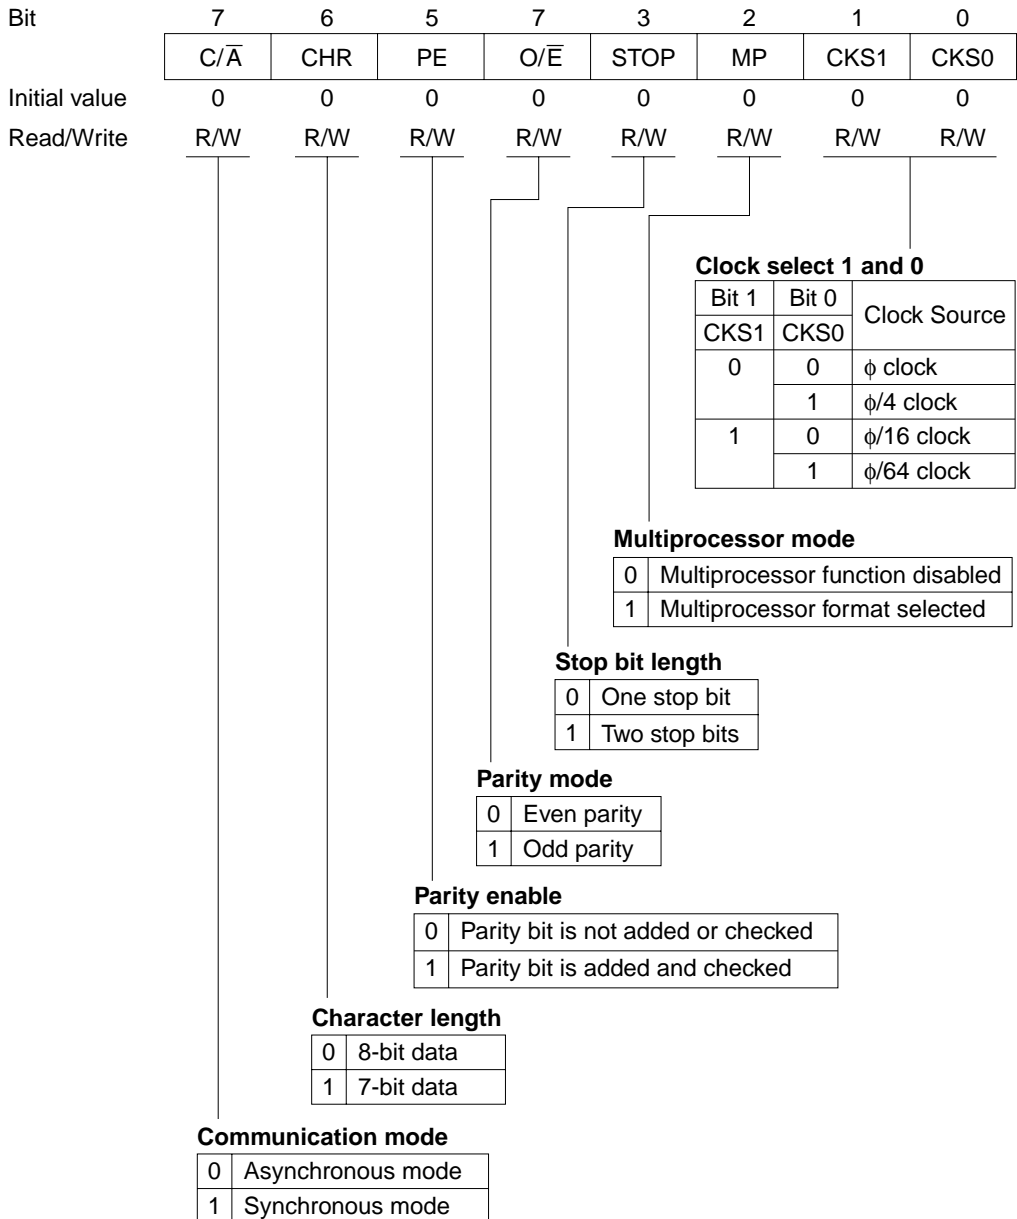 Bit 7 6 5 7 3 2 1 0
C/A̅ CHR PE O/E̅ STOP MP CKS1 CKS0
Initial value 0 0 0 0 0 0 0 0
Read/Write R/W R/W R/W R/W R/W R/W R/W R/W
Clock select 1 and 0
Bit 1 Bit 0 Clock Source
CKS1 CKS0
0 0 ϕ clock
1 ϕ/4 clock
1 0 ϕ/16 clock
1 ϕ/64 clock
Multiprocessor mode
0 Multiprocessor function disabled
1 Multiprocessor format selected
Stop bit length
0 One stop bit
1 Two stop bits
Parity mode
0 Even parity
1 Odd parity
Parity enable
0 Parity bit is not added or checked
1 Parity bit is added and checked
Character length
0 8-bit data
1 7-bit data
Communication mode
0 Asynchronous mode
1 Synchronous mode